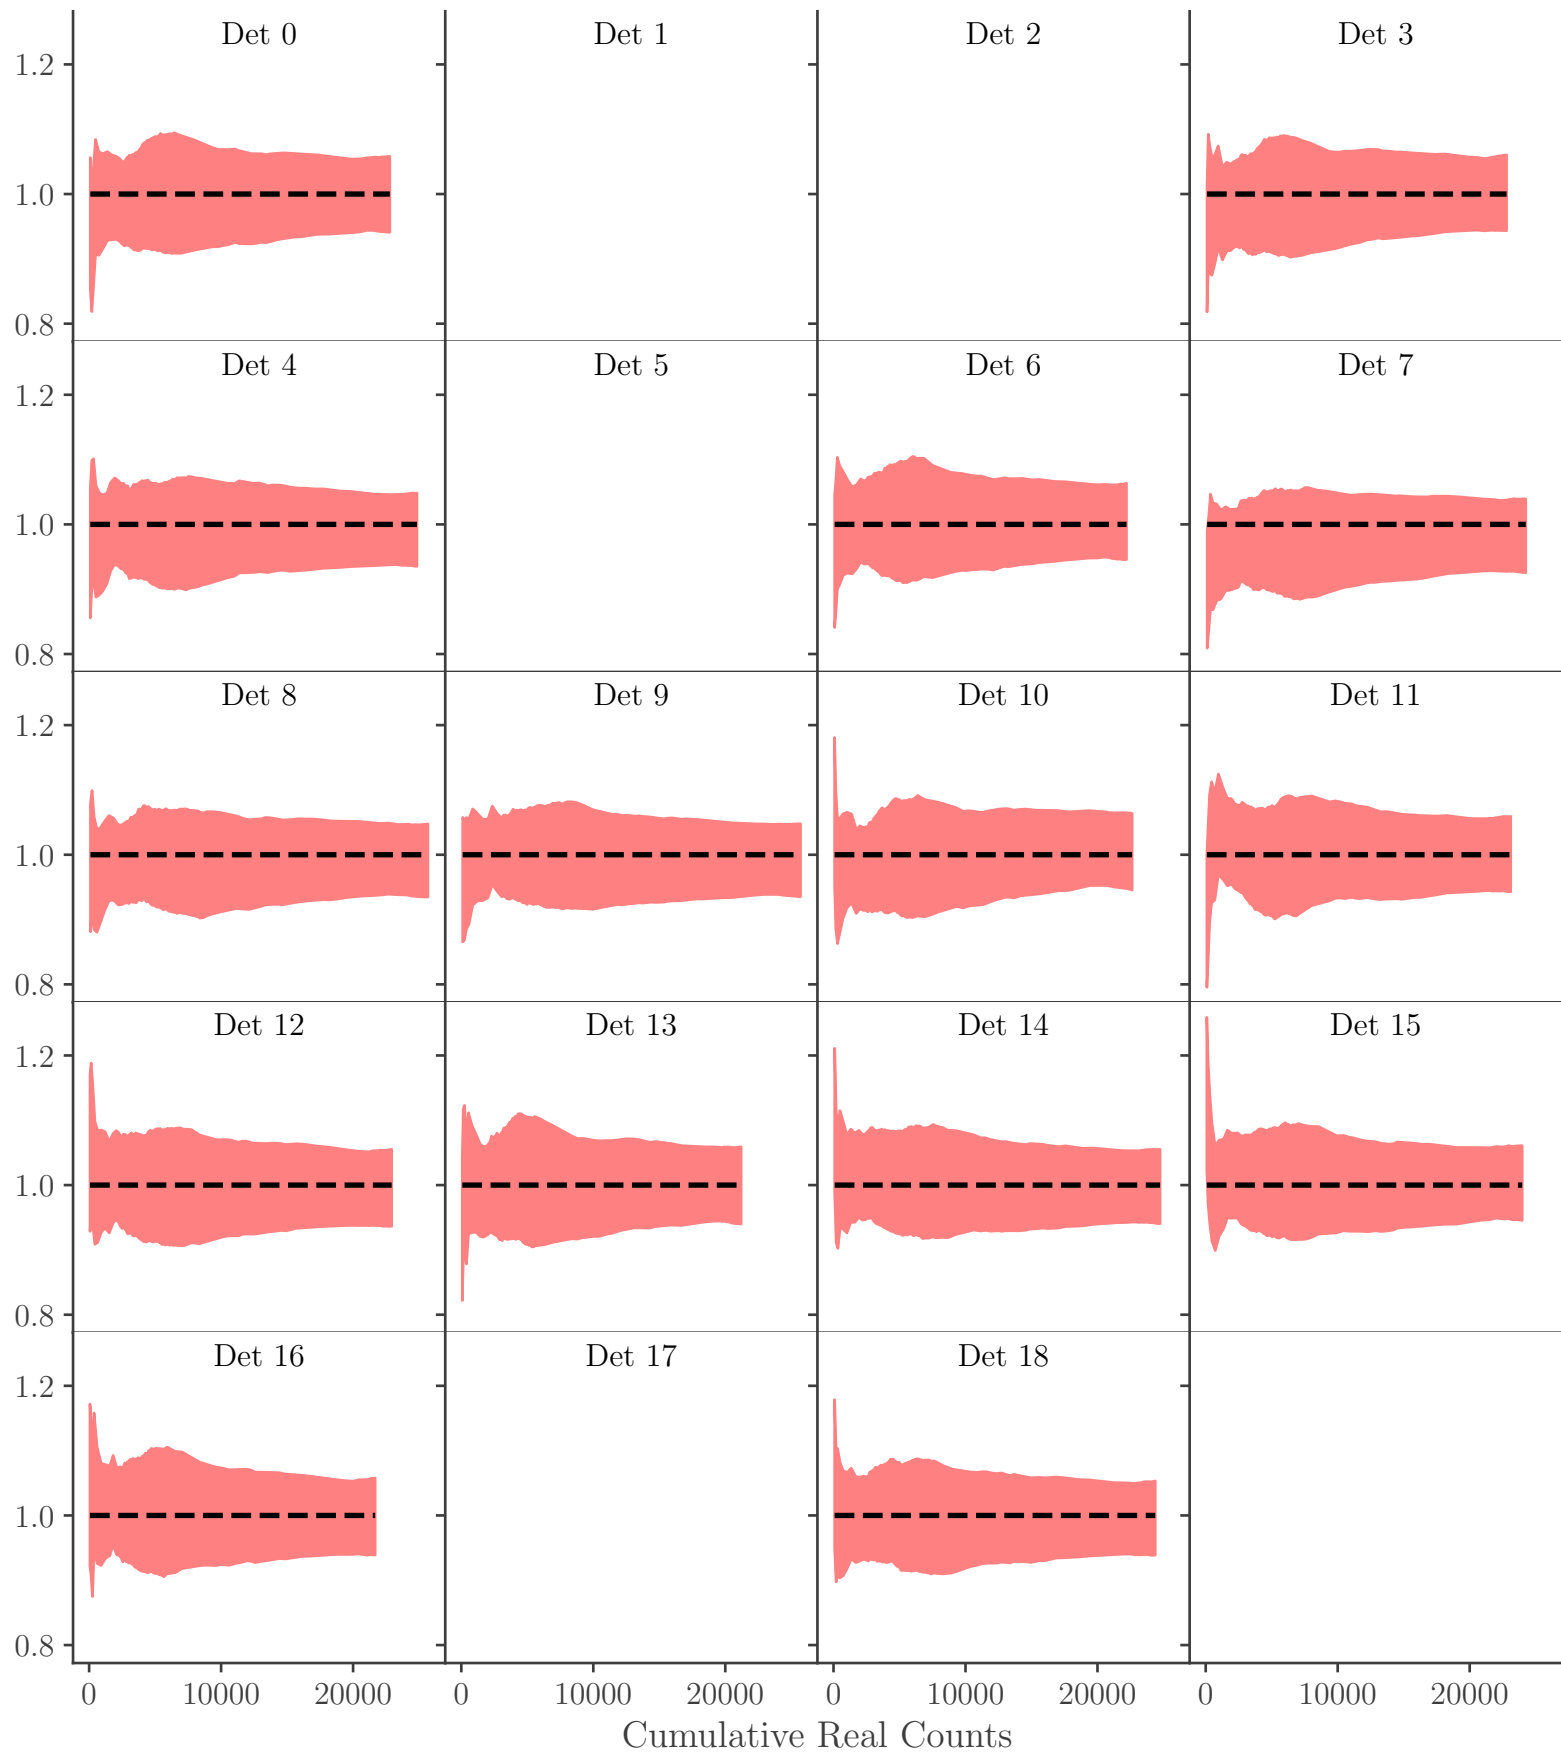 Det 0 Det 1 Det 2 Det 3
1.2
1.0
0.8
Det 4 Det 5 Det 6 Det 7
1.2
1.0
0.8
Det 8 Det 9 Det 10 Det 11
1.2
1.0
0.8
Det 12 Det 13 Det 14 Det 15
1.2
1.0
0.8
Det 16 Det 17 Det 18
1.2
1.0
0.8
0 10000 20000 0 10000 20000 0 10000 20000 0 10000 20000
Cumulative Real Counts